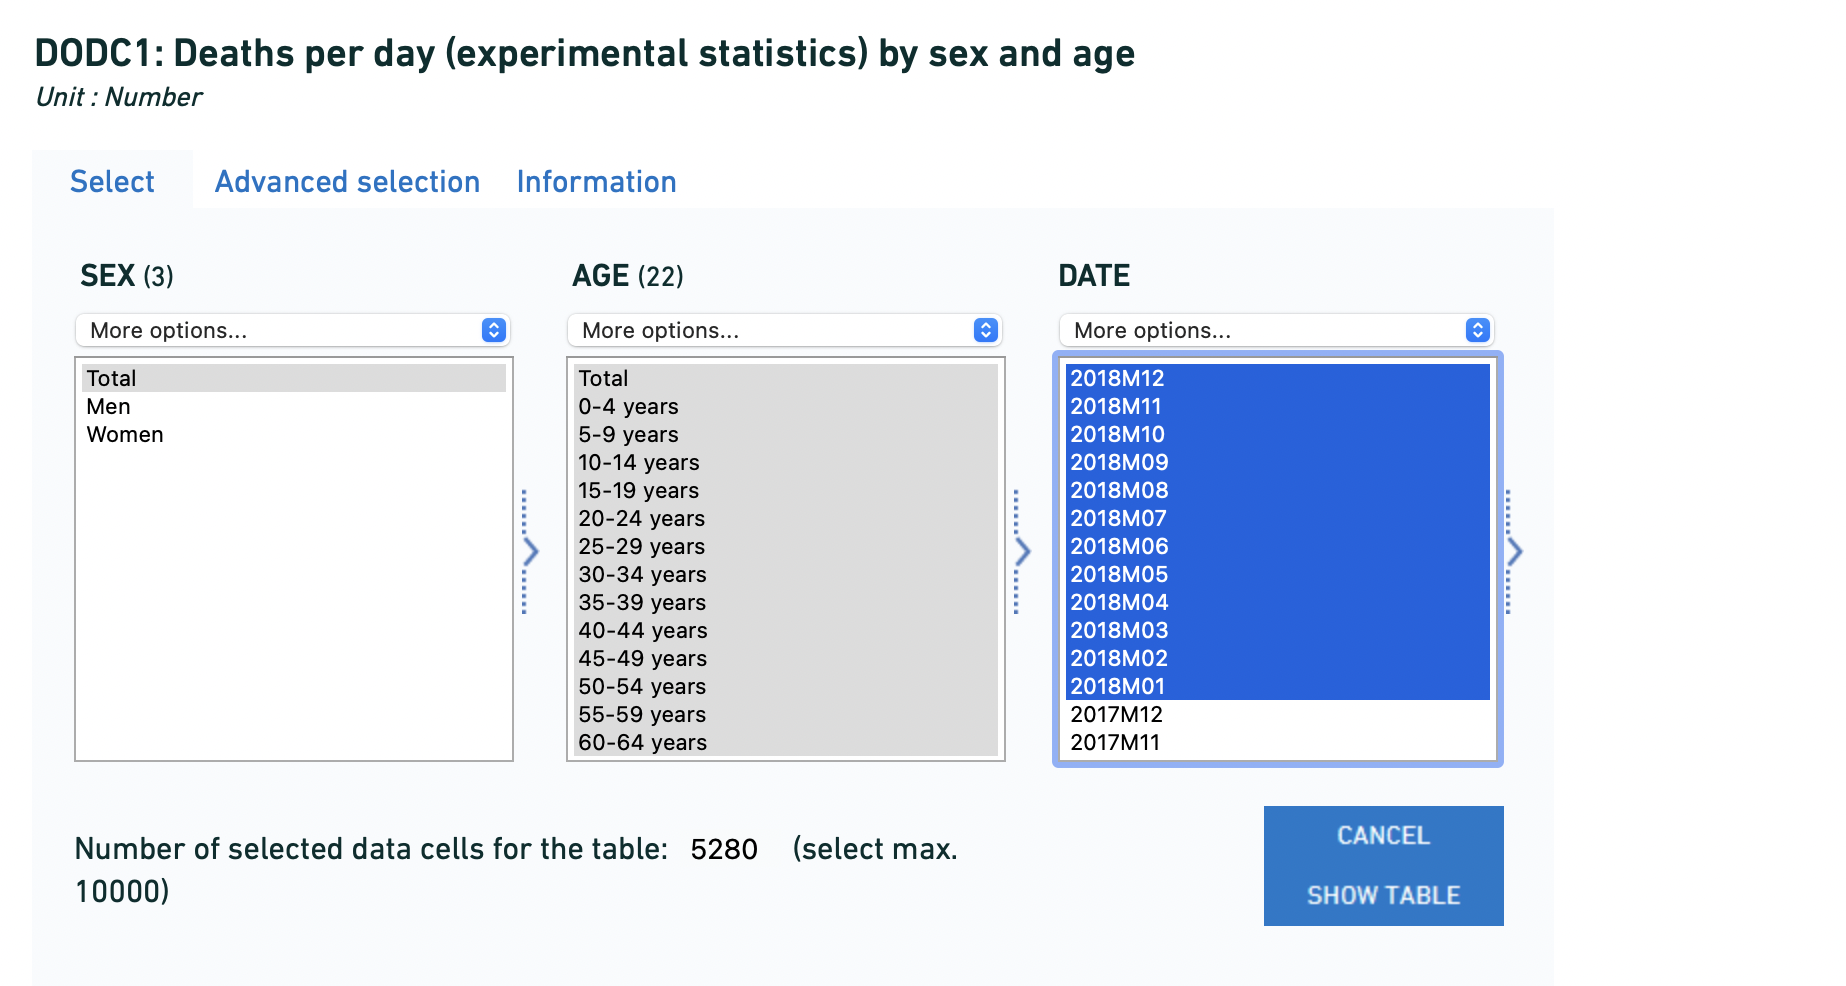 DODC1: Deaths per day (experimental statistics) by sex and age
Unit : Number
Select Advanced selection Information
SEX (3)
More options...
Total
Men
Women
AGE (22)
More options...
Total
0-4 years
5-9 years
10-14 years
15-19 years
20-24 years
25-29 years
30-34 years
35-39 years
40-44 years
45-49 years
50-54 years
55-59 years
60-64 years
DATE
More options...
2018M12
2018M11
2018M10
2018M09
2018M08
2018M07
2018M06
2018M05
2018M04
2018M03
2018M02
2018M01
2017M12
2017M11
Number of selected data cells for the table: 5280 (select max.
10000)
CANCEL
SHOW TABLE